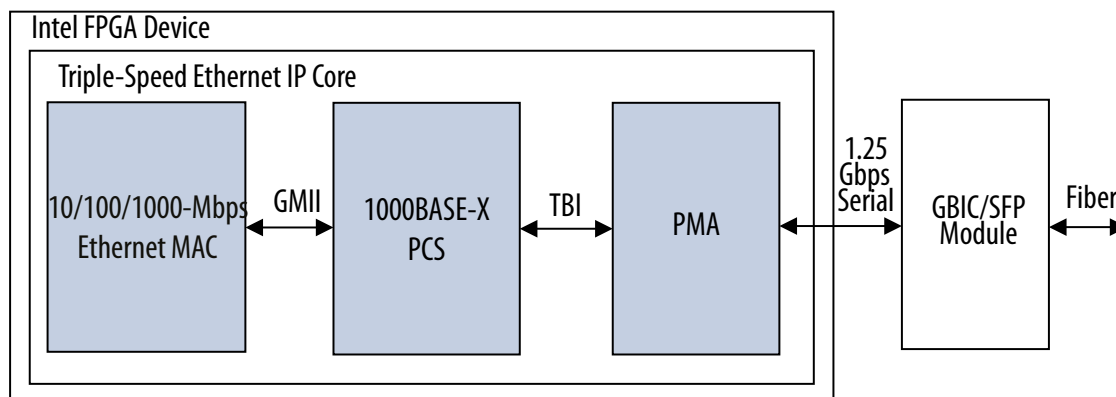 Intel FPGA Device
Triple-Speed Ethernet IP Core
10/100/1000-Mbps
Ethernet MAC
GMII
1000BASE-X
PCS
TBI
PMA
1.25
Gbps
Serial
GBIC/SFP
Module
Fiber